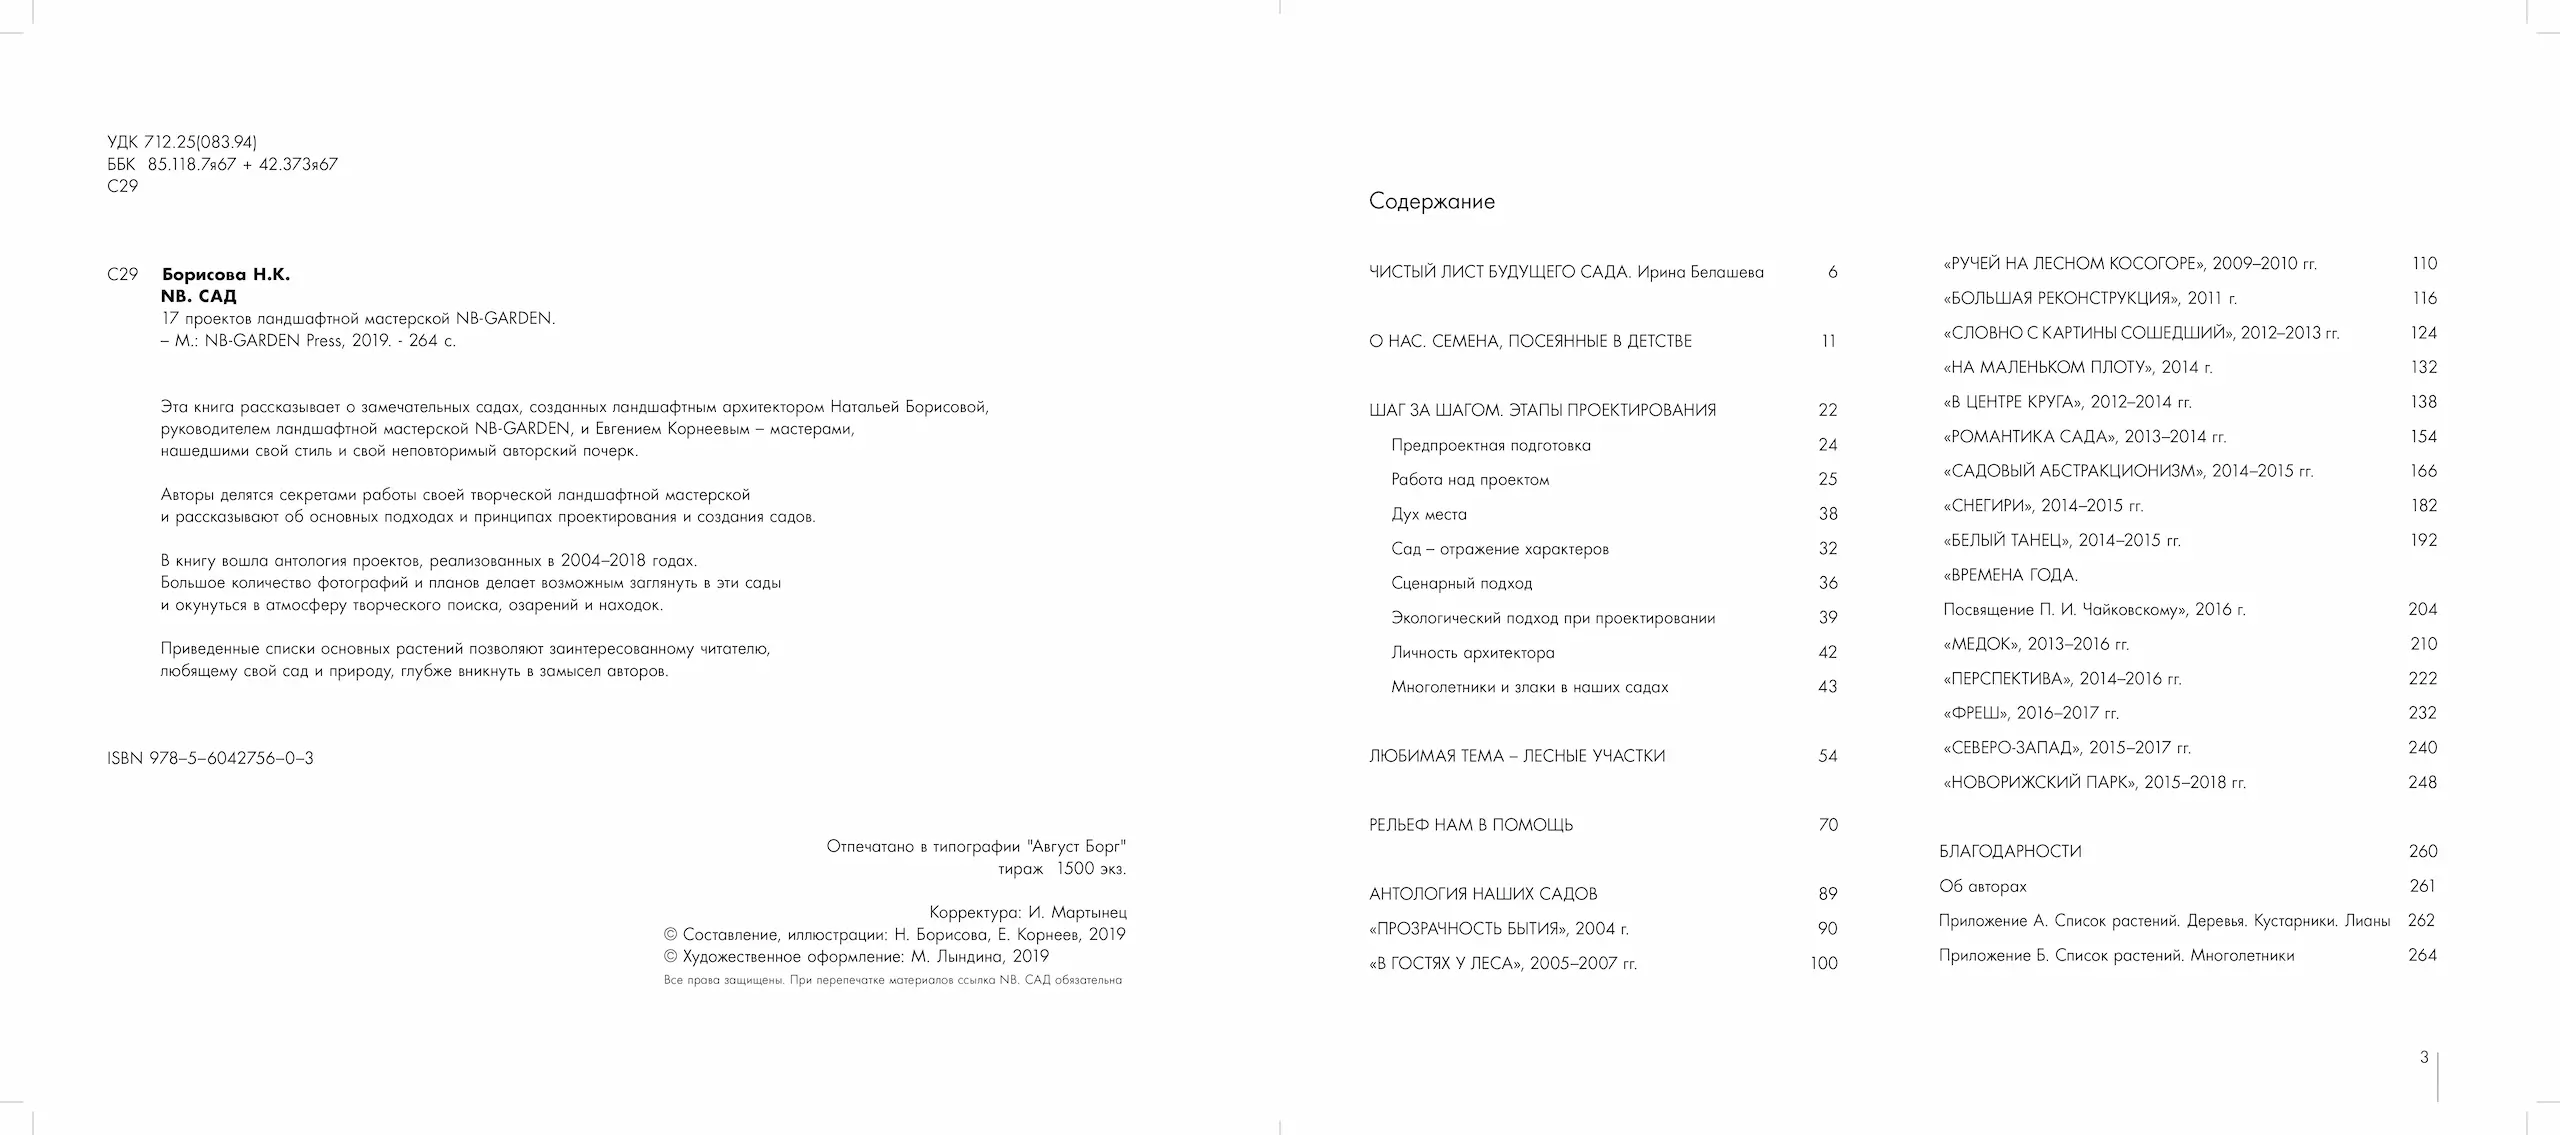 УДК 712.25(083.94)
ББК 85.118.7я67 + 42.373я67
С29
С29 Борисова Н.К.
NB. САД
17 проектов ландшафтной мастерской NB-GARDEN.
– М.: NB-GARDEN Press, 2019. - 264 с.
Эта книга рассказывает о замечательных садах, созданных ландшафтным архитектором Натальей Борисовой,
руководителем ландшафтной мастерской NB-GARDEN, и Евгением Корнеевым – мастерами,
нашедшими свой стиль и свой неповторимый авторский почерк.
Авторы делятся секретами работы своей творческой ландшафтной мастерской
и рассказывают об основных подходах и принципах проектирования и создания садов.
В книгу вошла антология проектов, реализованных в 2004–2018 годах.
Большое количество фотографий и планов делает возможным заглянуть в эти сады
и окунуться в атмосферу творческого поиска, озарений и находок.
Приведенные списки основных растений позволяют заинтересованному читателю,
любящему свой сад и природу, глубже вникнуть в замысел авторов.
ISBN 978–5–6042756–0–3
Отпечатано в типографии "Август Борг"
тираж 1500 экз.
Корректура: И. Мартынец
© Составление, иллюстрации: Н. Борисова, Е. Корнеев, 2019
© Художественное оформление: М. Лындина, 2019
Все права защищены. При перепечатке материалов ссылка NB. САД обязательна
Содержание
ЧИСТЫЙ ЛИСТ БУДУЩЕГО САДА. Ирина Белашева 6
О НАС. СЕМЕНА, ПОСЕЯННЫЕ В ДЕТСТВЕ 11
ШАГ ЗА ШАГОМ. ЭТАПЫ ПРОЕКТИРОВАНИЯ 22
Предпроектная подготовка 24
Работа над проектом 25
Дух места 38
Сад – отражение характеров 32
Сценарный подход 36
Экологический подход при проектировании 39
Личность архитектора 42
Многолетники и злаки в наших садах 43
ЛЮБИМАЯ ТЕМА – ЛЕСНЫЕ УЧАСТКИ 54
РЕЛЬЕФ НАМ В ПОМОЩЬ 70
АНТОЛОГИЯ НАШИХ САДОВ 89
«ПРОЗРАЧНОСТЬ БЫТИЯ», 2004 г. 90
«В ГОСТЯХ У ЛЕСА», 2005–2007 гг. 100
«РУЧЕЙ НА ЛЕСНОМ КОСОГОРЕ», 2009–2010 гг. 110
«БОЛЬШАЯ РЕКОНСТРУКЦИЯ», 2011 г. 116
«СЛОВНО С КАРТИНЫ СОШЕДШИЙ», 2012–2013 гг. 124
«НА МАЛЕНЬКОМ ПЛОТУ», 2014 г. 132
«В ЦЕНТРЕ КРУГА», 2012–2014 гг. 138
«РОМАНТИКА САДА», 2013–2014 гг. 154
«САДОВЫЙ АБСТРАКЦИОНИЗМ», 2014–2015 гг. 166
«СНЕГИРИ», 2014–2015 гг. 182
«БЕЛЫЙ ТАНЕЦ», 2014–2015 гг. 192
«ВРЕМЕНА ГОДА.
Посвящение П. И. Чайковскому», 2016 г. 204
«МЕДОК», 2013–2016 гг. 210
«ПЕРСПЕКТИВА», 2014–2016 гг. 222
«ФРЕШ», 2016–2017 гг. 232
«СЕВЕРО-ЗАПАД», 2015–2017 гг. 240
«НОВОРИЖСКИЙ ПАРК», 2015–2018 гг. 248
БЛАГОДАРНОСТИ 260
Об авторах 261
Приложение А. Список растений. Деревья. Кустарники. Лианы 262
Приложение Б. Список растений. Многолетники 264
3